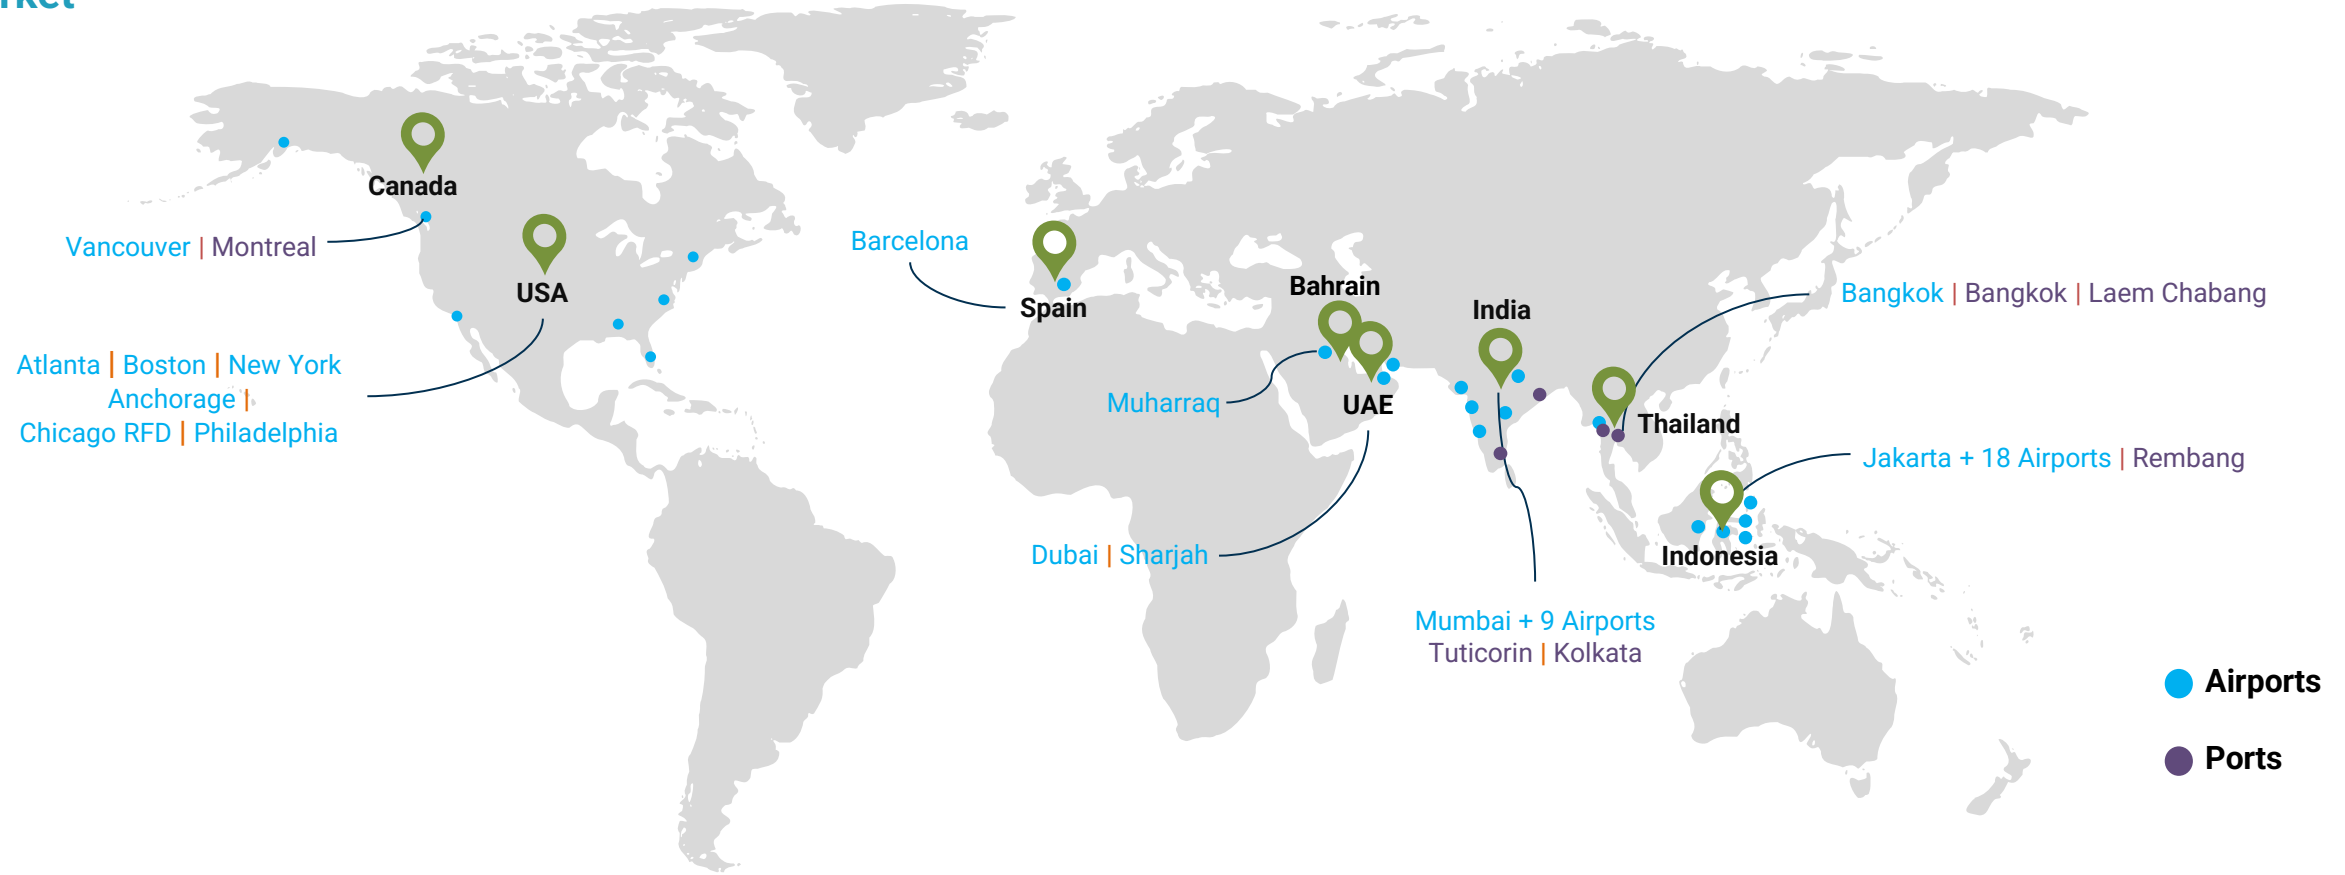 Canada
Vancouver | Montreal
USA
Atlanta | Boston | New York
Anchorage |
Chicago RFD | Philadelphia
Barcelona
Spain
Bahrain
Muharraq
UAE
Dubai | Sharjah
India
Mumbai + 9 Airports
Tuticorin | Kolkata
Bangkok | Bangkok | Laem Chabang
Thailand
Jakarta + 18 Airports | Rembang
Indonesia
Airports
Ports